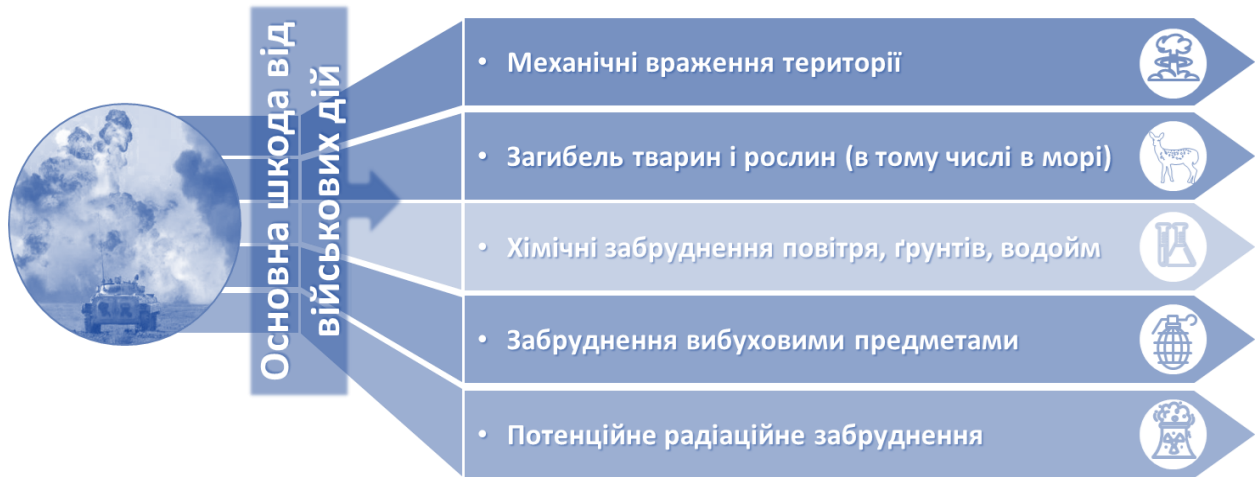 Основна шкода від
військових дій
• Механічні враження території
• Загибель тварин і рослин (в тому числі в морі)
• Хімічні забруднення повітря, ґрунтів, водойм
• Забруднення вибуховими предметами
• Потенційне радіаційне забруднення